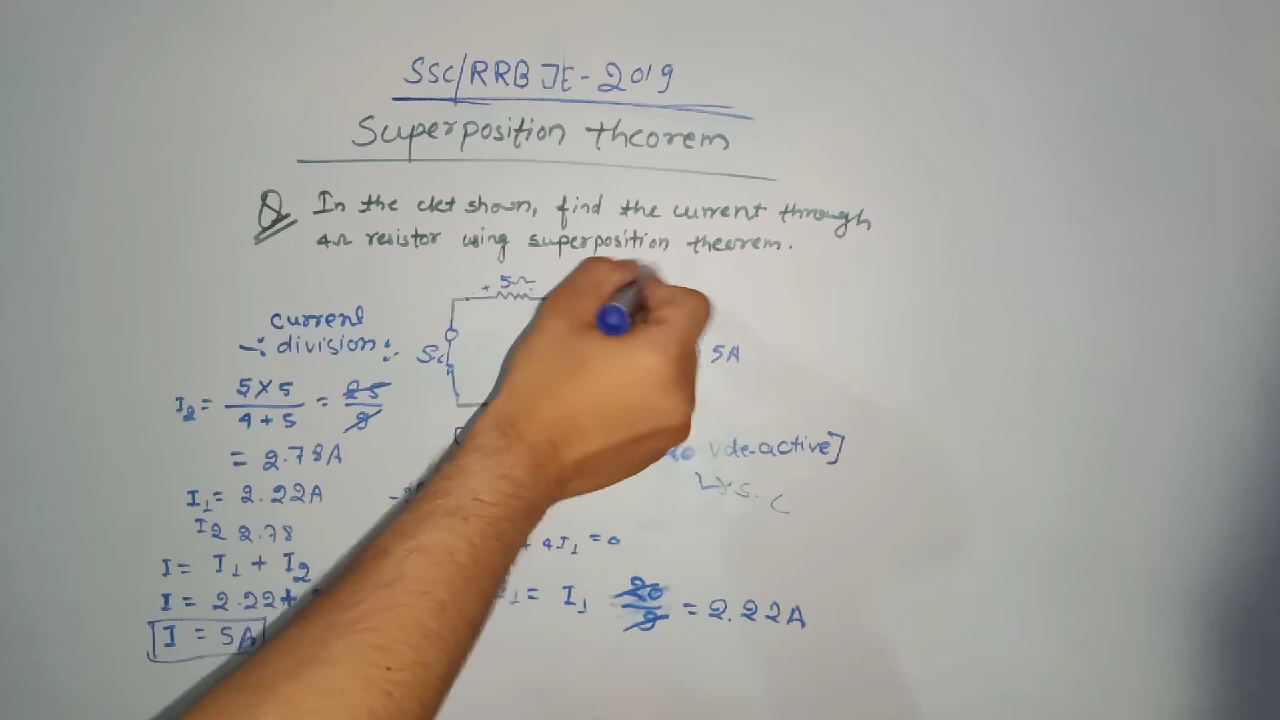 SSC/RRB JE-2019
Superposition theorem
Q In the ckt shown, find the current through
4Ω resistor using superposition theorem.
+ 5Ω -
current
-: division :-
Sc
5A
I2 = 5×5 / 4+5 = 25/9
= 2.78A
I1 = 2.22A
I2 2.78
I = I1 + I2
I = 2.22+
I = 5A
V de-active]
↳ S.C
+ 4I1 = 0
= I1 20/9 = 2.22A